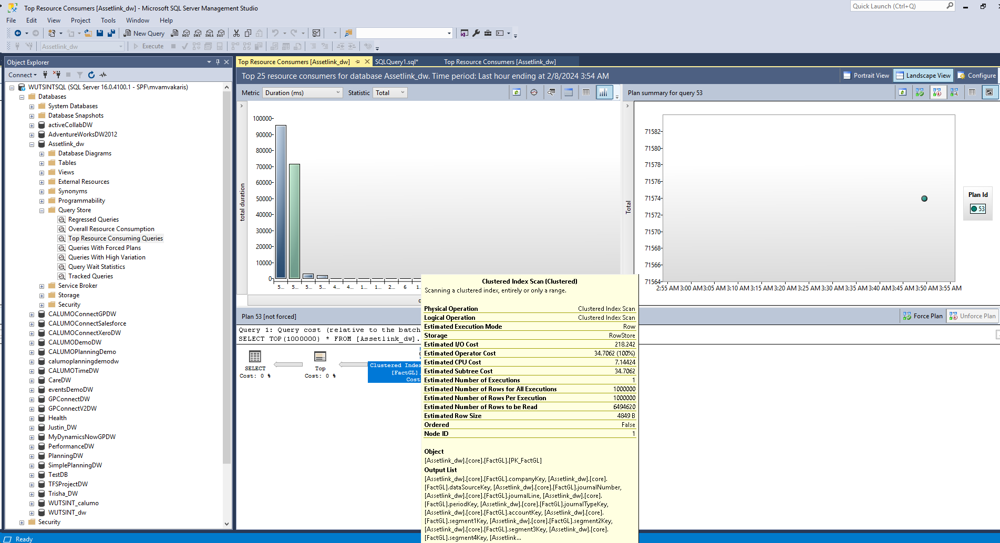 Top Resource Consumers [Assetlink_dw] - Microsoft SQL Server Management Studio
Quick Launch (Ctrl+Q)
File Edit View Project Tools Window Help
New Query
MDX DMX XMLA DAX
Assetlink_dw
Execute
Object Explorer
Connect
WUTSINTSQL (SQL Server 16.0.4100.1 - SPF\mvamvakaris)
Databases
System Databases
Database Snapshots
activeCollabDW
AdventureWorksDW2012
Assetlink_dw
Database Diagrams
Tables
Views
External Resources
Synonyms
Programmability
Query Store
Regressed Queries
Overall Resource Consumption
Top Resource Consuming Queries
Queries With Forced Plans
Queries With High Variation
Query Wait Statistics
Tracked Queries
Service Broker
Storage
Security
CALUMOConnectGPDW
CALUMOConnectSalesforce
CALUMOConnectXeroDW
CALUMODemoDW
CALUMOPlanningDemo
calumoplanningdemodw
CALUMOTimeDW
CareDW
eventsDemoDW
GPConnectDW
GPConnectV2DW
Health
Justin_DW
MyDynamicsNowGPDW
PerformanceDW
PlanningDW
SimplePlanningDW
TestDB
TFSProjectDW
Trisha_DW
WUTSINT_calumo
WUTSINT_dw
Security
Ready
Top Resource Consumers [Assetlink_dw]
SQLQuery1.sql*
Top Resource Consumers [Assetlink_dw]
Top 25 resource consumers for database Assetlink_dw. Time period: Last hour ending at 2/8/2024 3:54 AM
Portrait View
Landscape View
Configure
Metric Duration (ms) Statistic Total
total duration
100000
90000
80000
70000
60000
50000
40000
30000
20000
10000
0
5... 5... 5... 5... 4... 4... 1... 1... 2... 6 1...
Plan summary for query 53
Total
71582
71580
71578
71576
71574
71572
71570
71568
71566
71564
2:55 AM 3:00 AM 3:05 AM 3:10 AM 3:15 AM 3:20 AM 3:25 AM 3:30 AM 3:35 AM 3:40 AM 3:45 AM 3:50 AM 3:55 AM
Plan Id
53
Plan 53 [not forced]
Force Plan
Unforce Plan
Query 1: Query cost (relative to the batch
SELECT TOP(1000000) * FROM [Assetlink_dw].
SELECT
Cost: 0 %
Top
Cost: 0 %
Clustered Index
[FactGL].
Cost
Clustered Index Scan (Clustered)
Scanning a clustered index, entirely or only a range.
Physical Operation Clustered Index Scan
Logical Operation Clustered Index Scan
Estimated Execution Mode Row
Storage RowStore
Estimated I/O Cost 218.242
Estimated Operator Cost 34.7062 (100%)
Estimated CPU Cost 7.14424
Estimated Subtree Cost 34.7062
Estimated Number of Executions 1
Estimated Number of Rows for All Executions 1000000
Estimated Number of Rows Per Execution 1000000
Estimated Number of Rows to be Read 6494620
Estimated Row Size 4849 B
Ordered False
Node ID 1
Object
[Assetlink_dw].[core].[FactGL].[PK_FactGL]
Output List
[Assetlink_dw].[core].[FactGL].companyKey, [Assetlink_dw].[core].
[FactGL].dataSourceKey, [Assetlink_dw].[core].[FactGL].journalNumber,
[Assetlink_dw].[core].[FactGL].journalLine, [Assetlink_dw].[core].
[FactGL].periodKey, [Assetlink_dw].[core].[FactGL].journalTypeKey,
[Assetlink_dw].[core].[FactGL].accountKey, [Assetlink_dw].[core].
[FactGL].segment1Key, [Assetlink_dw].[core].[FactGL].segment2Key,
[Assetlink_dw].[core].[FactGL].segment3Key, [Assetlink_dw].[core].
[FactGL].segment4Key, [Assetlink...